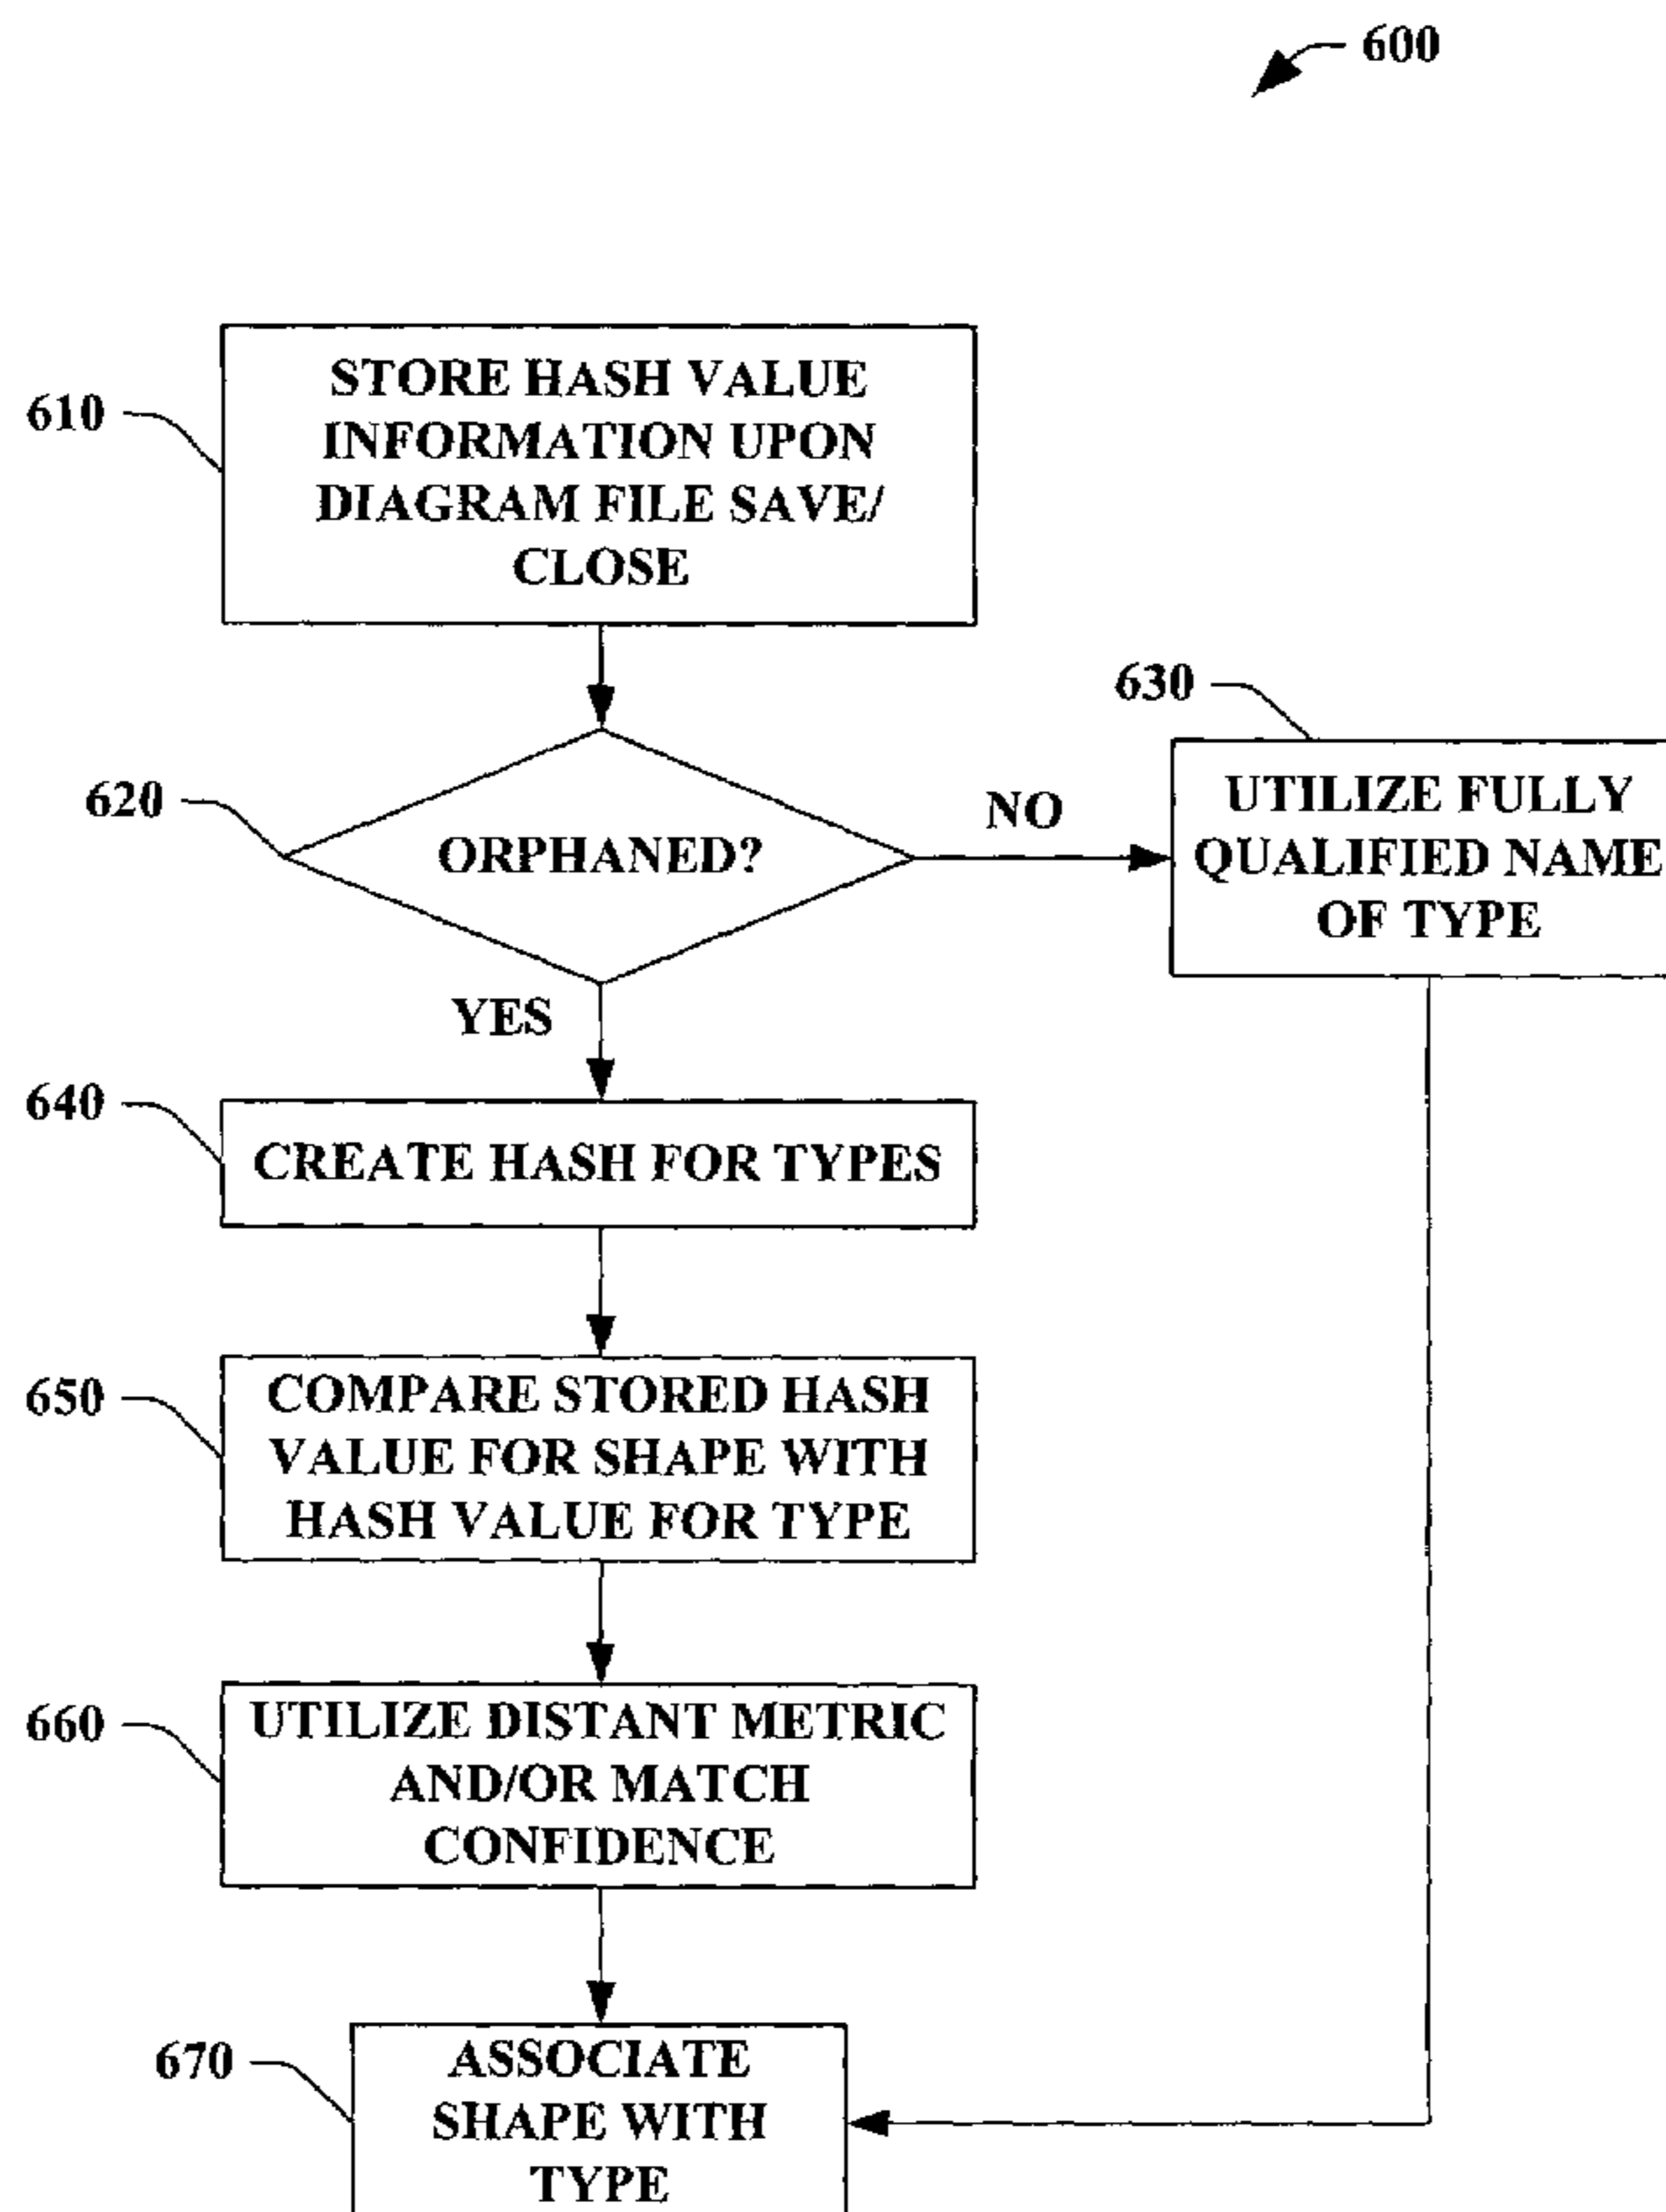 600
610
STORE HASH VALUE
INFORMATION UPON
DIAGRAM FILE SAVE/
CLOSE
620
ORPHANED?
NO
630
UTILIZE FULLY
QUALIFIED NAME
OF TYPE
YES
640
CREATE HASH FOR TYPES
650
COMPARE STORED HASH
VALUE FOR SHAPE WITH
HASH VALUE FOR TYPE
660
UTILIZE DISTANT METRIC
AND/OR MATCH
CONFIDENCE
670
ASSOCIATE
SHAPE WITH
TYPE